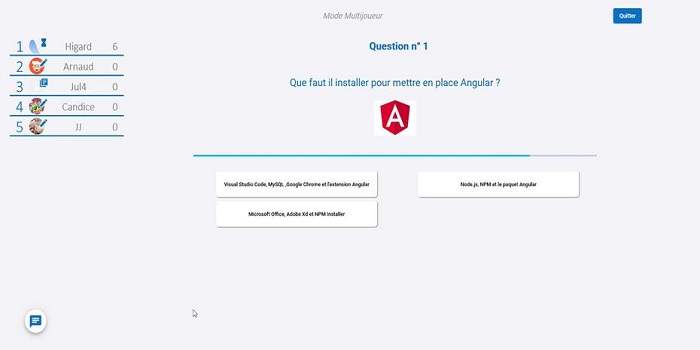 Mode Multijoueur
Quitter
Question n° 1
1 Higard 6
2 Arnaud 0
3 Jul4 0
4 Candice 0
5 JJ 0
Que faut il installer pour mettre en place Angular ?
A
Visual Studio Code, MySQL ,Google Chrome et l'extension Angular
Node.js, NPM et le paquet Angular
Microsoft Office, Adobe Xd et NPM installer